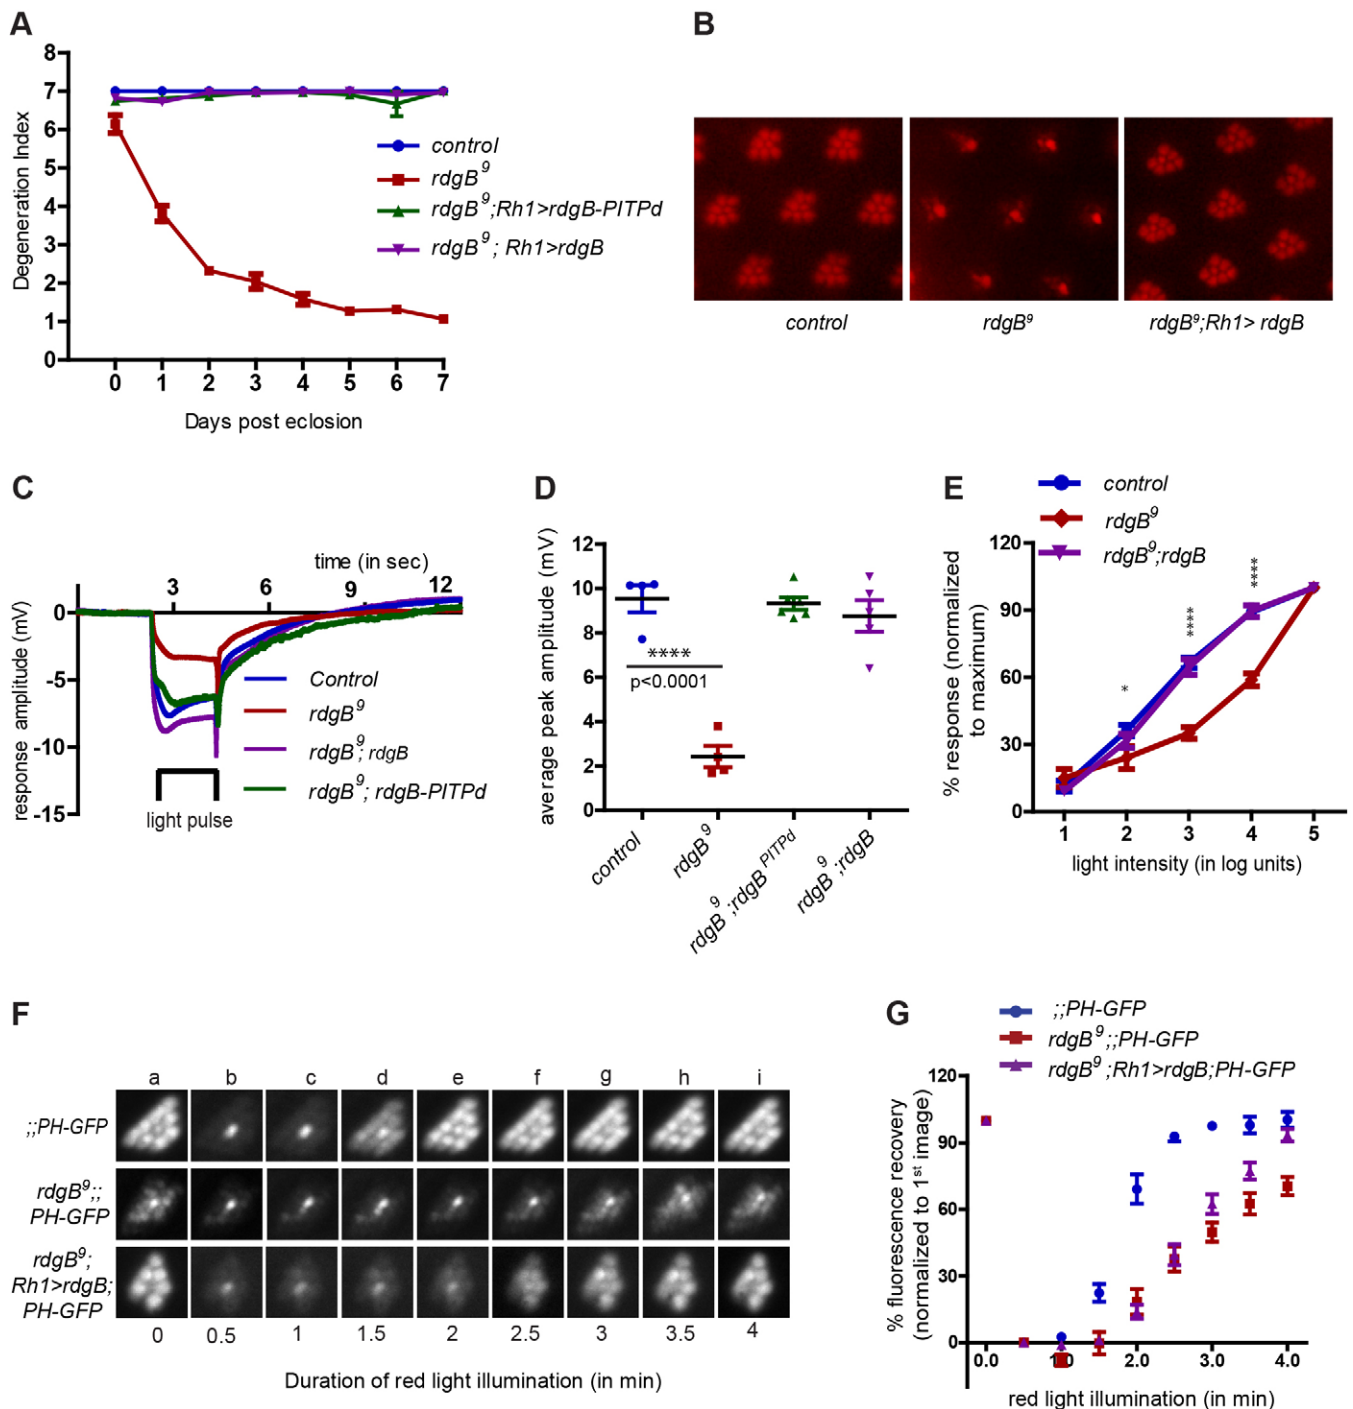 A
8
7
6
5
4
3
2
1
0
Degeneration Index
0 1 2 3 4 5 6 7
Days post eclosion
control
rdgB9
rdgB9;Rh1>rdgB-PITPd
rdgB9; Rh1>rdgB
B
control rdgB9 rdgB9;Rh1> rdgB
C
time (in sec)
3 6 9 12
0
-5
-10
-15
response amplitude (mV)
Control
rdgB9
rdgB9; rdgB
rdgB9; rdgB-PITPd
light pulse
D
12
10
8
6
4
2
0
average peak amplitude (mV)
****
p<0.0001
control
rdgB9
rdgB9;rdgBPITPd
rdgB9;rdgB
E
control
rdgB9
rdgB9;rdgB
120
90
60
30
0
% response (normalized
to maximum)
*
****
****
1 2 3 4 5
light intensity (in log units)
F
a b c d e f g h i
;;PH-GFP
rdgB9;;
PH-GFP
rdgB9;
Rh1>rdgB;
PH-GFP
0 0.5 1 1.5 2 2.5 3 3.5 4
Duration of red light illumination (in min)
G
;;PH-GFP
rdgB9;;PH-GFP
rdgB9;Rh1>rdgB;PH-GFP
120
90
60
30
0
% fluorescence recovery
(normalized to 1st image)
0.0 1.0 2.0 3.0 4.0
red light illumination (in min)